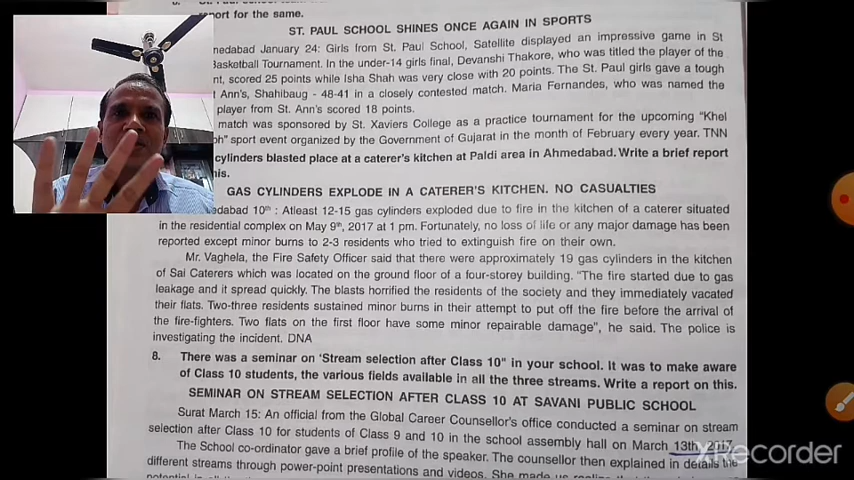 port for the same.
ST. PAUL SCHOOL SHINES ONCE AGAIN IN SPORTS
nedabad January 24: Girls from St. Paul School, Satellite displayed an impressive game in St
Basketball Tournament. In the under-14 girls final, Devanshi Thakore, who was titled the player of the
nt, scored 25 points while Isha Shah was very close with 20 points. The St. Paul girls gave a tough
t Ann's, Shahibaug - 48-41 in a closely contested match. Maria Fernandes, who was named the
player from St. Ann's scored 18 points.
match was sponsored by St. Xaviers College as a practice tournament for the upcoming "Khel
ph" sport event organized by the Government of Gujarat in the month of February every year. TNN
cylinders blasted place at a caterer's kitchen at Paldi area in Ahmedabad. Write a brief report
his.
GAS CYLINDERS EXPLODE IN A CATERER'S KITCHEN. NO CASUALTIES
edabad 10th : Atleast 12-15 gas cylinders exploded due to fire in the kitchen of a caterer situated
in the residential complex on May 9th, 2017 at 1 pm. Fortunately, no loss of life or any major damage has been
reported except minor burns to 2-3 residents who tried to extinguish fire on their own.
Mr. Vaghela, the Fire Safety Officer said that there were approximately 19 gas cylinders in the kitchen
of Sai Caterers which was located on the ground floor of a four-storey building. "The fire started due to gas
leakage and it spread quickly. The blasts horrified the residents of the society and they immediately vacated
their flats. Two-three residents sustained minor burns in their attempt to put off the fire before the arrival of
the fire-fighters. Two flats on the first floor have some minor repairable damage", he said. The police is
investigating the incident. DNA
8. There was a seminar on 'Stream selection after Class 10" in your school. It was to make aware
of Class 10 students, the various fields available in all the three streams. Write a report on this.
SEMINAR ON STREAM SELECTION AFTER CLASS 10 AT SAVANI PUBLIC SCHOOL
Surat March 15: An official from the Global Career Counsellor's office conducted a seminar on stream
selection after Class 10 for students of Class 9 and 10 in the school assembly hall on March 13th, 2017.
The School co-ordinator gave a brief profile of the speaker. The counsellor then explained in details the
different streams through power-point presentations and videos. She made us realize that
XRecorder